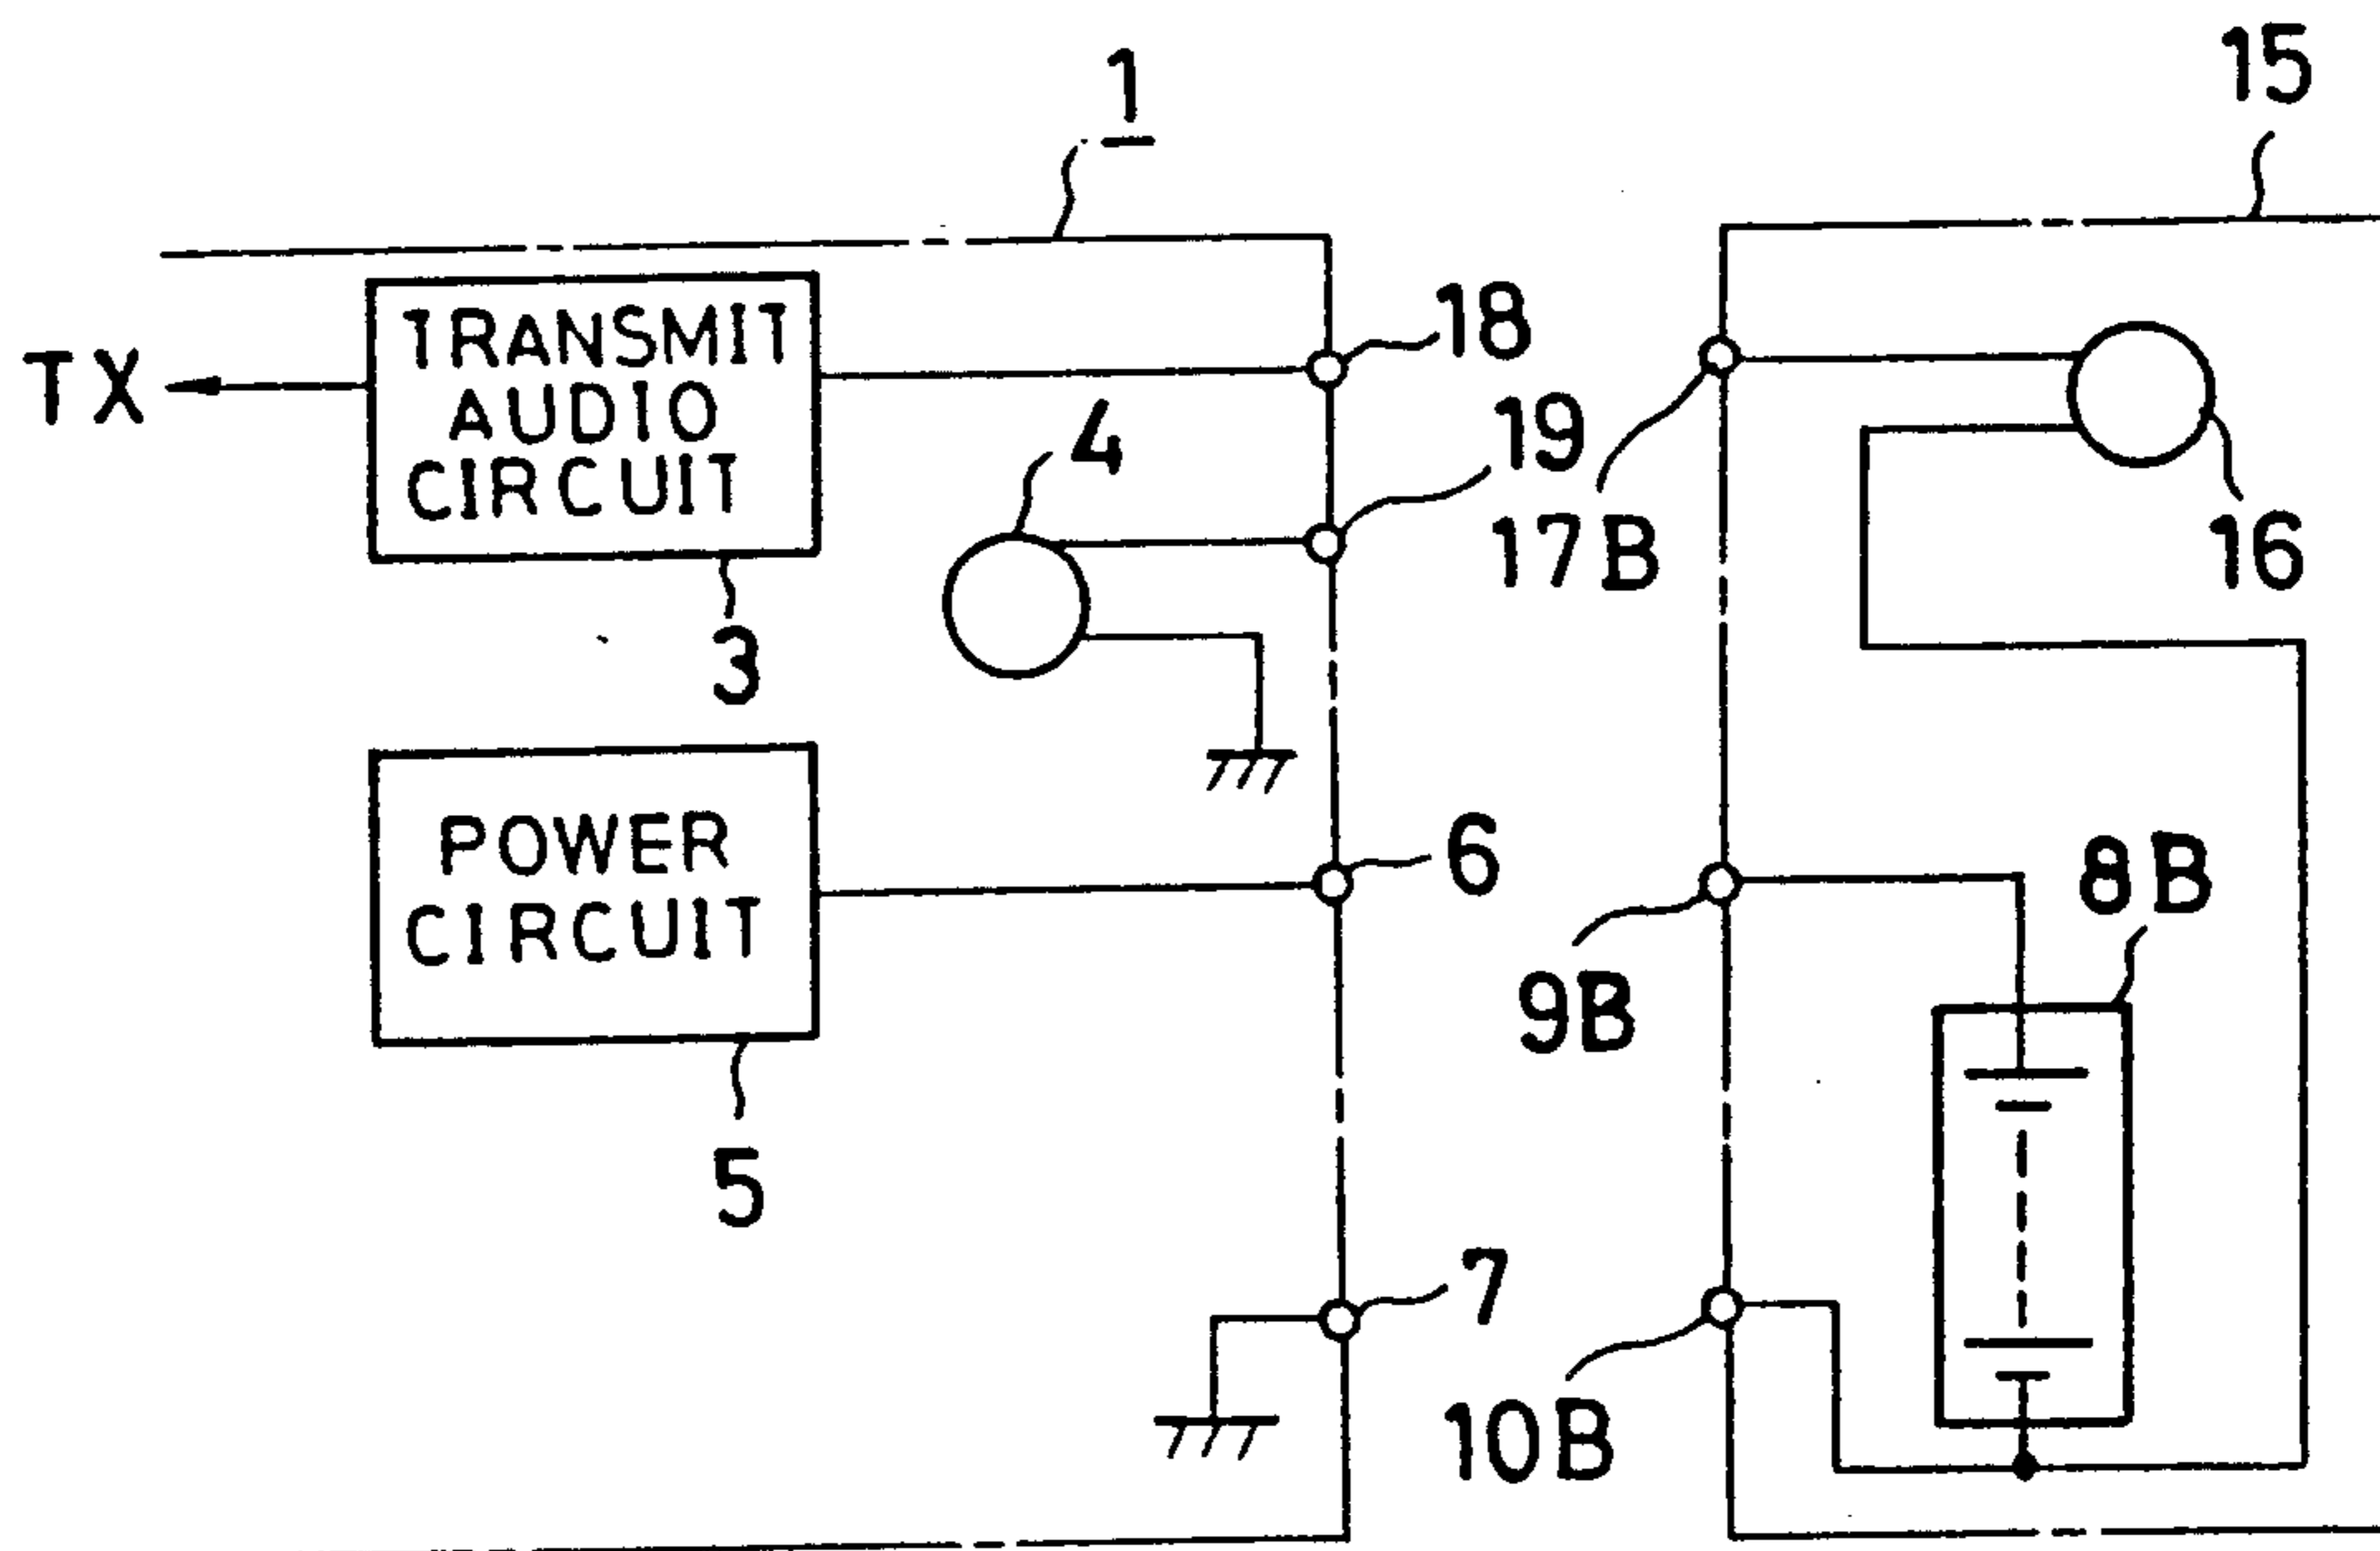 1
15
18
TRANSMIT
AUDIO
CIRCUIT
TX
4
19
17B
16
3
POWER
CIRCUIT
6
8B
9B
5
7
10B